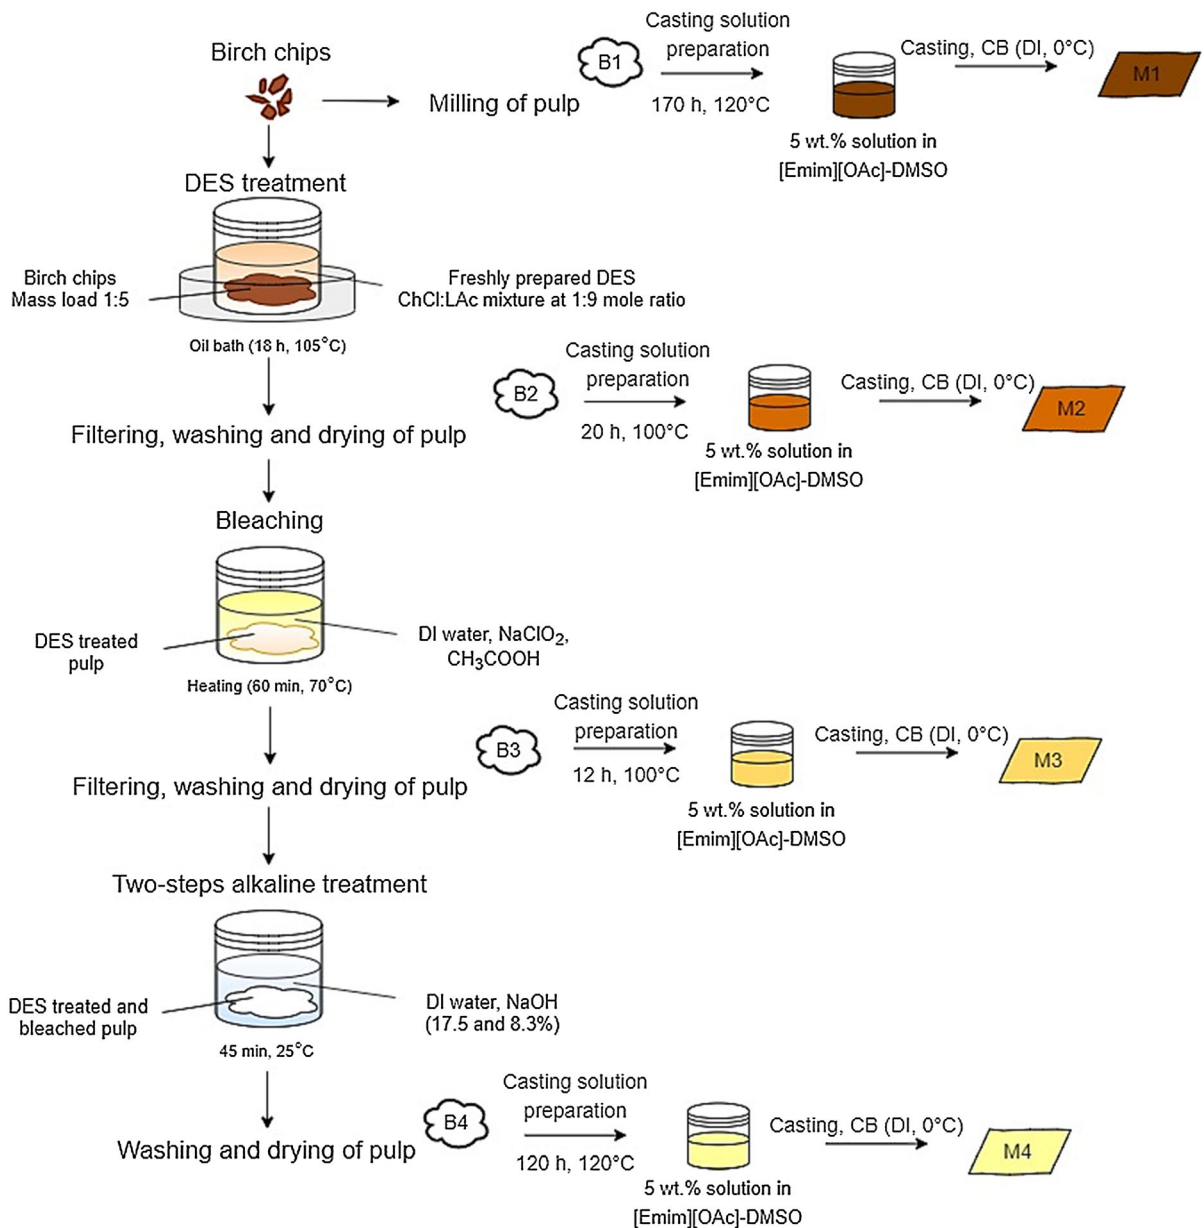 Birch chips
Milling of pulp
B1
Casting solution
preparation
170 h, 120°C
5 wt.% solution in
[Emim][OAc]-DMSO
Casting, CB (DI, 0°C)
M1
DES treatment
Birch chips
Mass load 1:5
Freshly prepared DES
ChCl:LAc mixture at 1:9 mole ratio
Oil bath (18 h, 105°C)
Filtering, washing and drying of pulp
B2
Casting solution
preparation
20 h, 100°C
5 wt.% solution in
[Emim][OAc]-DMSO
Casting, CB (DI, 0°C)
M2
Bleaching
DES treated
pulp
DI water, NaClO₂,
CH₃COOH
Heating (60 min, 70°C)
Filtering, washing and drying of pulp
B3
Casting solution
preparation
12 h, 100°C
5 wt.% solution in
[Emim][OAc]-DMSO
Casting, CB (DI, 0°C)
M3
Two-steps alkaline treatment
DES treated and
bleached pulp
DI water, NaOH
(17.5 and 8.3%)
45 min, 25°C
Washing and drying of pulp
B4
Casting solution
preparation
120 h, 120°C
5 wt.% solution in
[Emim][OAc]-DMSO
Casting, CB (DI, 0°C)
M4